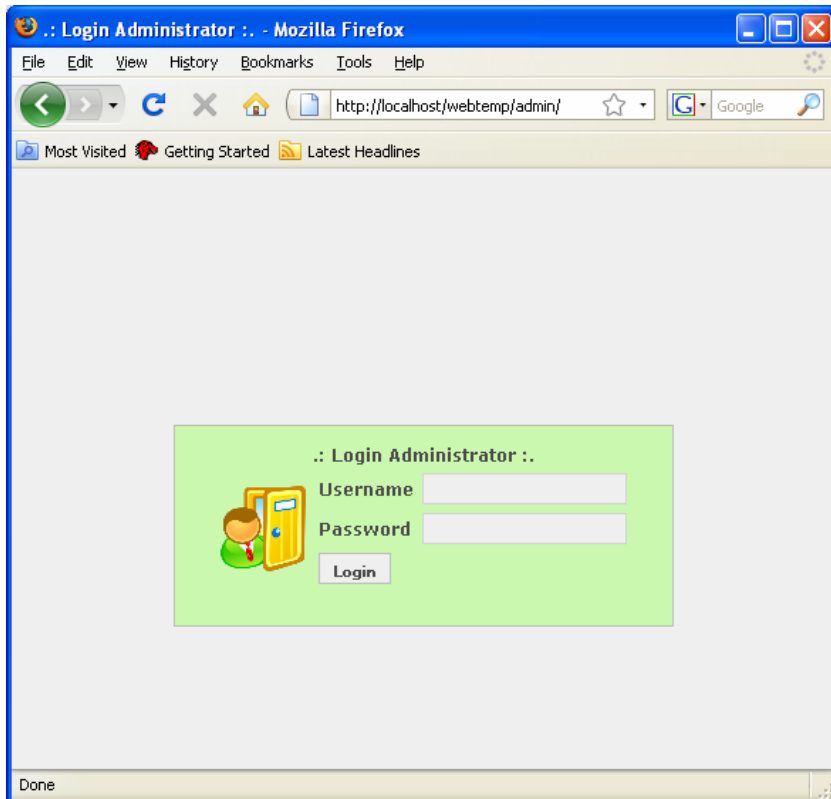 .: Login Administrator :. - Mozilla Firefox
File Edit View History Bookmarks Tools Help
http://localhost/webtemp/admin/ G Google
Most Visited Getting Started Latest Headlines
.: Login Administrator :.
Username
Password
Login
Done